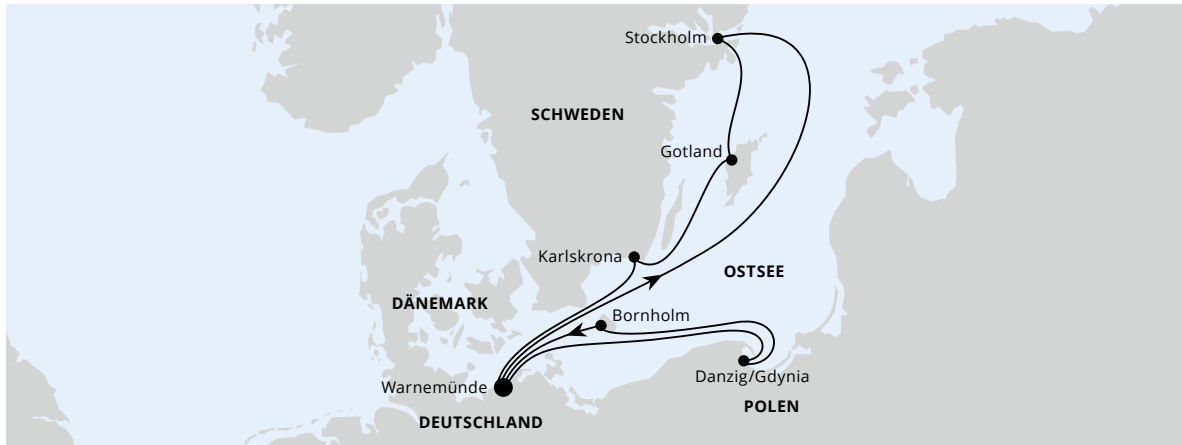 Stockholm
SCHWEDEN
Gotland
Karlskrona
OSTSEE
DÄNEMARK
Bornholm
Danzig/Gdynia
Warnemünde
POLEN
DEUTSCHLAND